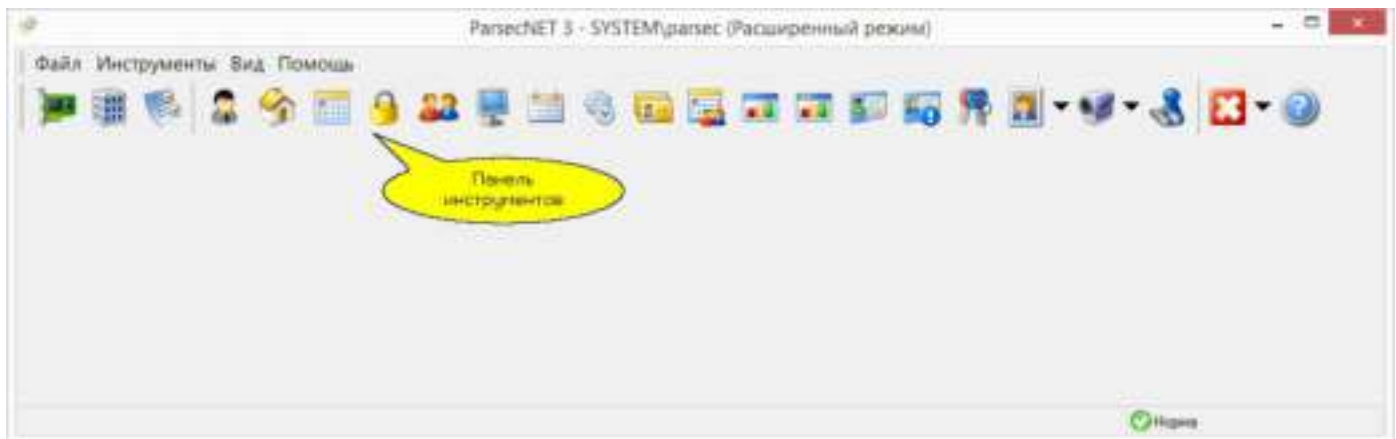 ParsecNET 3 - SYSTEM\parsec (Расширенный режим)
Файл Инструменты Вид Помощь
Панель
инструментов
Норма